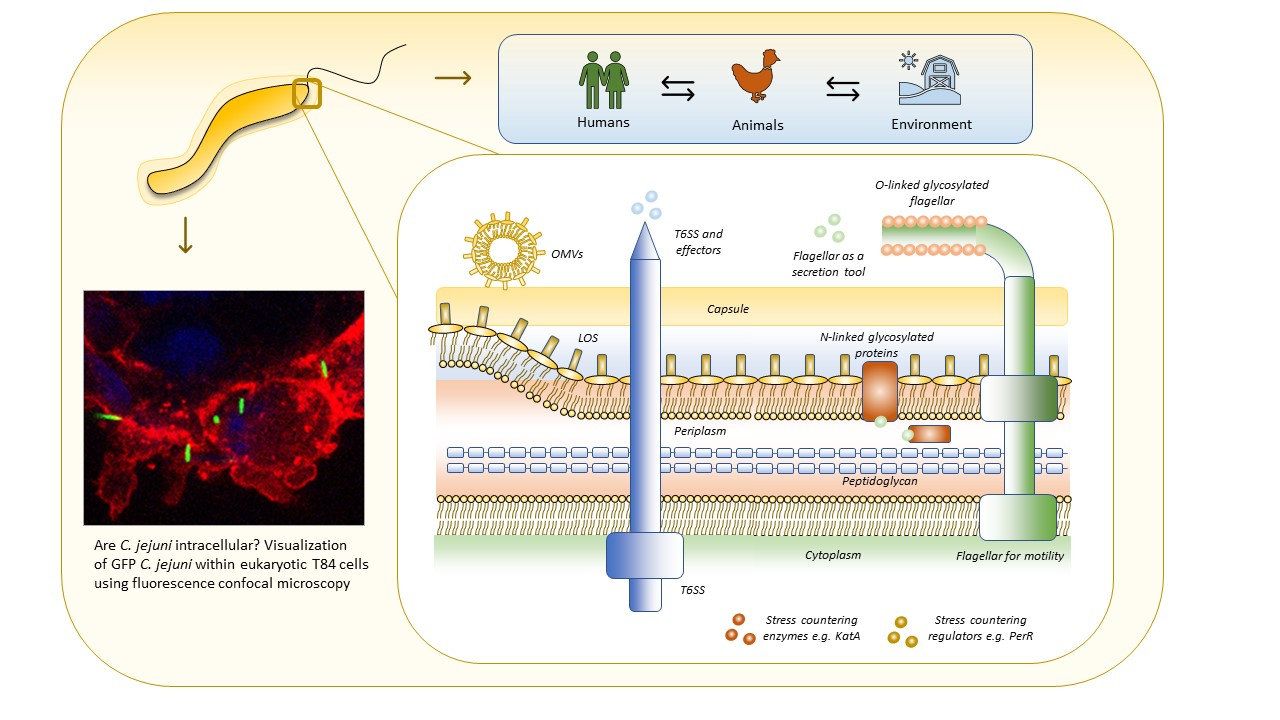 Humans
Animals
Environment
O-linked glycosylated
flagellar
T6SS and
effectors
OMVs
Flagellar as a
secretion tool
Capsule
LOS
N-linked glycosylated
proteins
Periplasm
Peptidoglycan
Cytoplasm
Flagellar for motility
T6SS
Stress countering
enzymes e.g. KatA
Stress countering
regulators e.g. PerR
Are C. jejuni intracellular? Visualization
of GFP C. jejuni within eukaryotic T84 cells
using fluorescence confocal microscopy